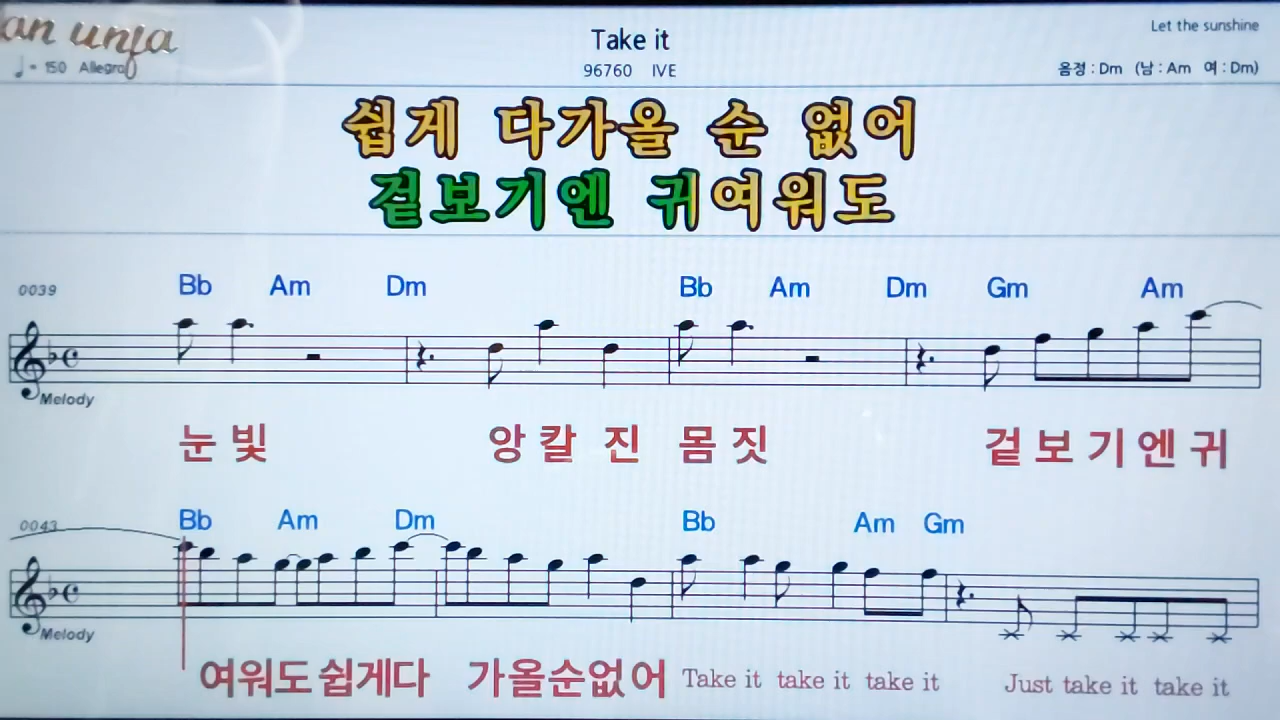 an unja
Take it
Let the sunshine
♩= 150 Allegro
96760 IVE
음정 : Dm (남 : Am 여 : Dm)
쉽게 다가올 순 없어
겉보기엔 귀여워도
0039
Bb Am Dm Bb Am Dm Gm Am
Melody
눈 빛 앙 칼 진 몸 짓 겉 보 기 엔 귀
0043
Bb Am Dm Bb Am Gm
Melody
여워도 쉽게다 가올순없어 Take it take it take it Just take it take it